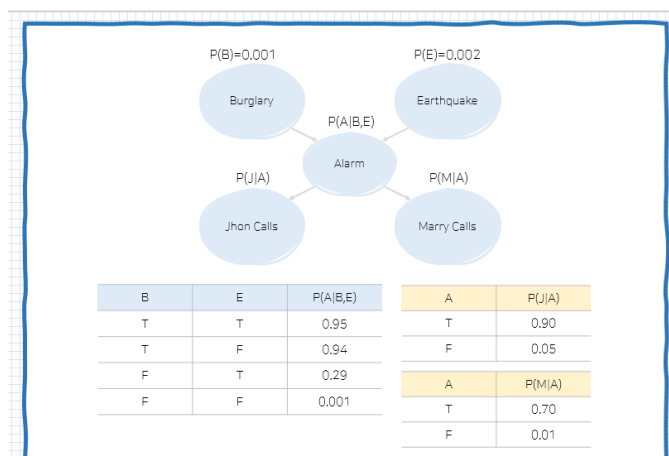 P(B)=0.001 P(E)=0.002
Burglary Earthquake
P(A|B,E)
Alarm
P(J|A) P(M|A)
Jhon Calls Marry Calls
B E P(A|B,E)
T T 0.95
T F 0.94
F T 0.29
F F 0.001
A P(J|A)
T 0.90
F 0.05
A P(M|A)
T 0.70
F 0.01